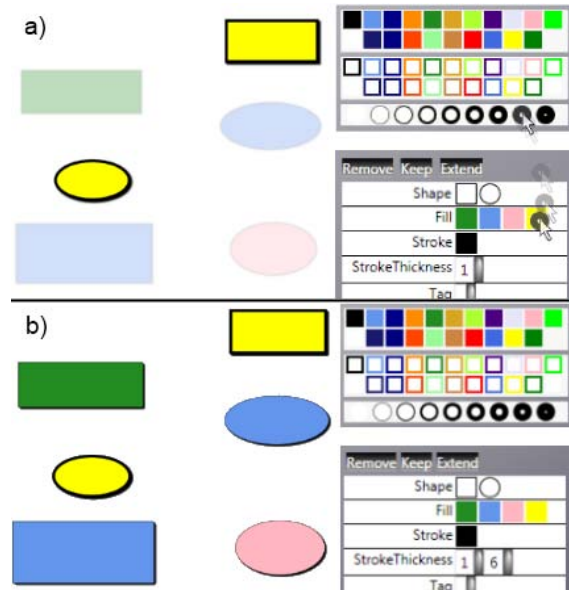 a)
Remove Keep Extend
Shape
Fill
Stroke
StrokeThickness 1
Tag
b)
Remove Keep Extend
Shape
Fill
Stroke
StrokeThickness 1 6
Tag